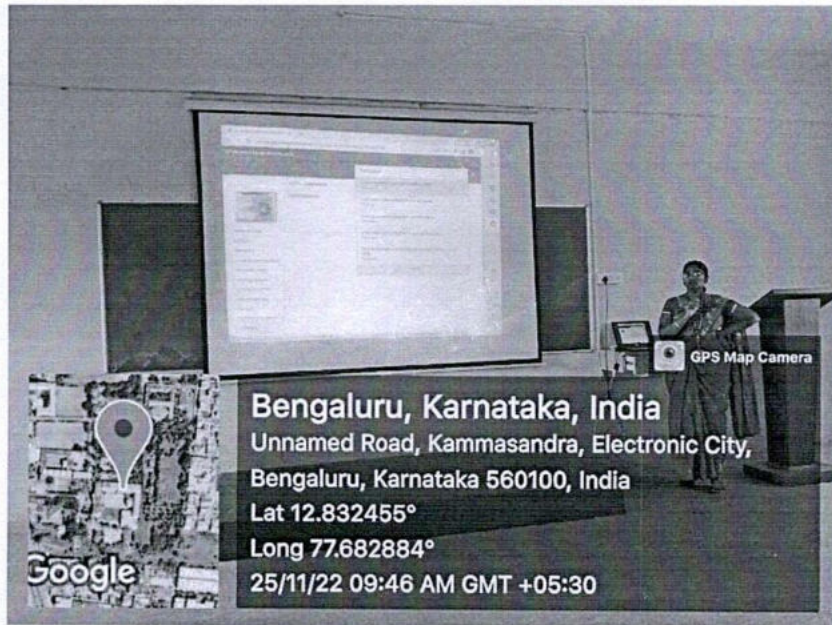 GPS Map Camera
Bengaluru, Karnataka, India
Unnamed Road, Kammasandra, Electronic City,
Bengaluru, Karnataka 560100, India
Lat 12.832455°
Long 77.682884°
25/11/22 09:46 AM GMT +05:30
Google